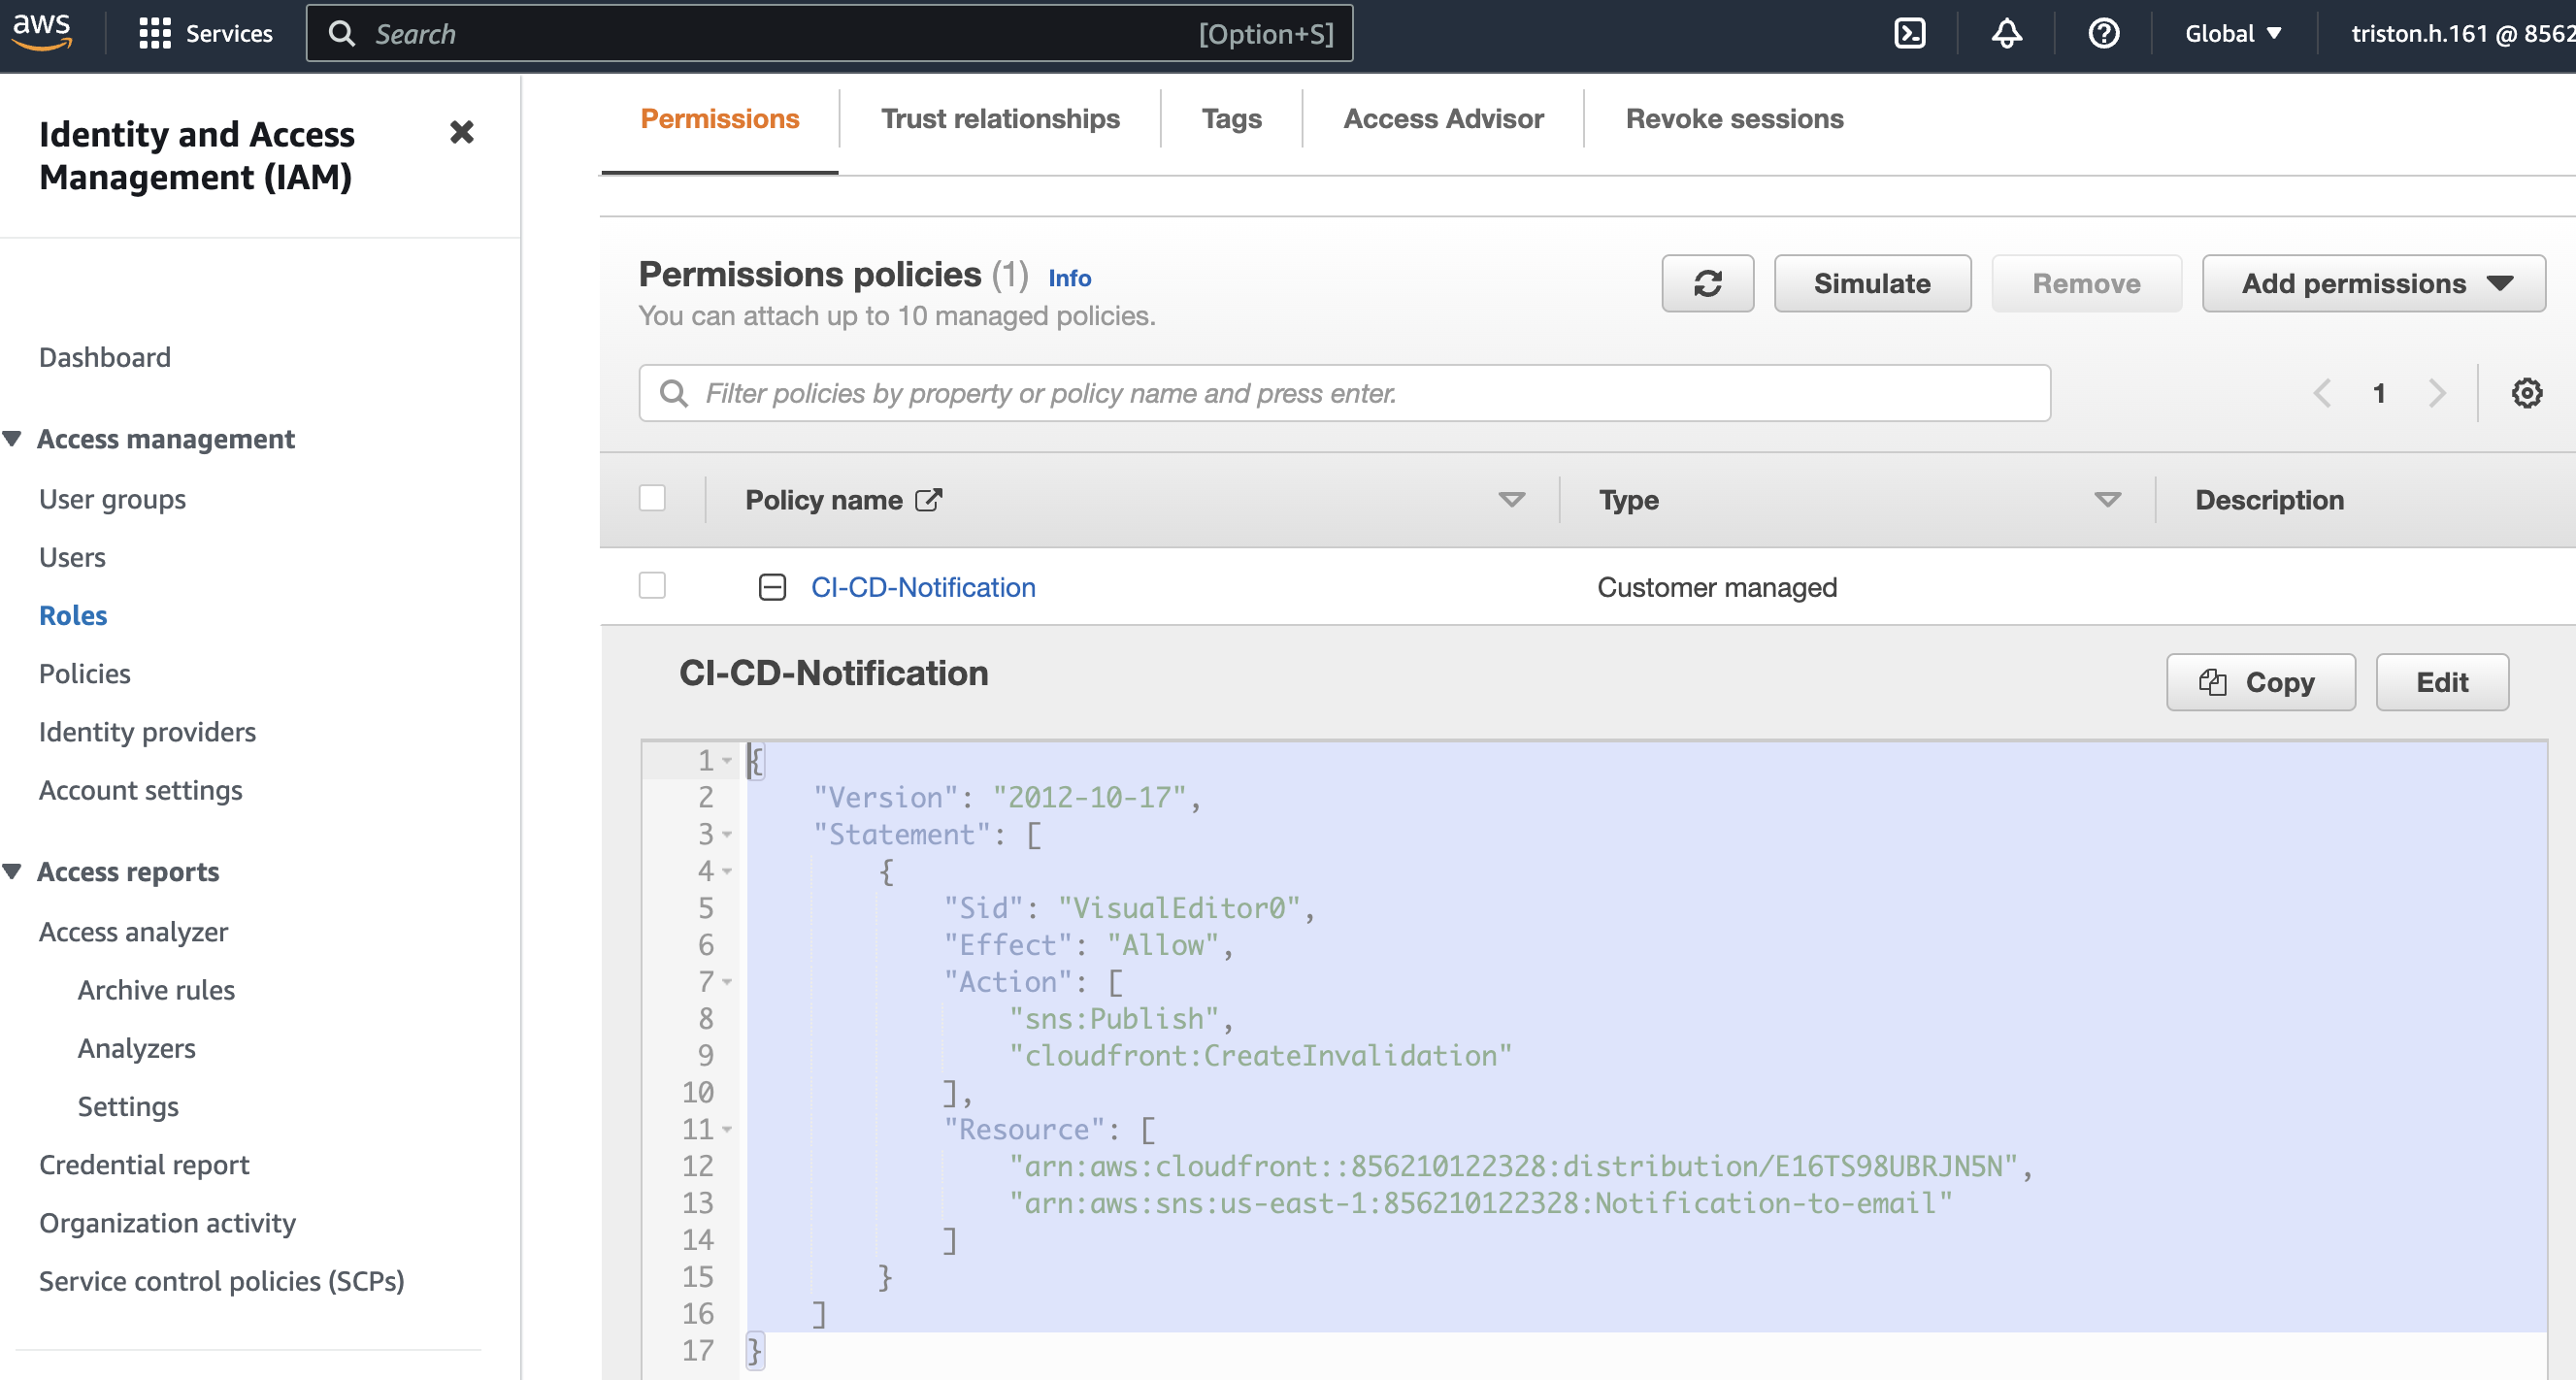 aws
Services
Search [Option+S]
Global
triston.h.161 @ 8562
Identity and Access
Management (IAM)
Dashboard
Access management
User groups
Users
Roles
Policies
Identity providers
Account settings
Access reports
Access analyzer
Archive rules
Analyzers
Settings
Credential report
Organization activity
Service control policies (SCPs)
Permissions
Trust relationships
Tags
Access Advisor
Revoke sessions
Permissions policies (1) Info
You can attach up to 10 managed policies.
Simulate
Remove
Add permissions
Filter policies by property or policy name and press enter.
1
Policy name
Type
Description
CI-CD-Notification
Customer managed
CI-CD-Notification
Copy
Edit
1 {
2 "Version": "2012-10-17",
3 "Statement": [
4 {
5 "Sid": "VisualEditor0",
6 "Effect": "Allow",
7 "Action": [
8 "sns:Publish",
9 "cloudfront:CreateInvalidation"
10 ],
11 "Resource": [
12 "arn:aws:cloudfront::856210122328:distribution/E16TS98UBRJN5N",
13 "arn:aws:sns:us-east-1:856210122328:Notification-to-email"
14 ]
15 }
16 ]
17 }